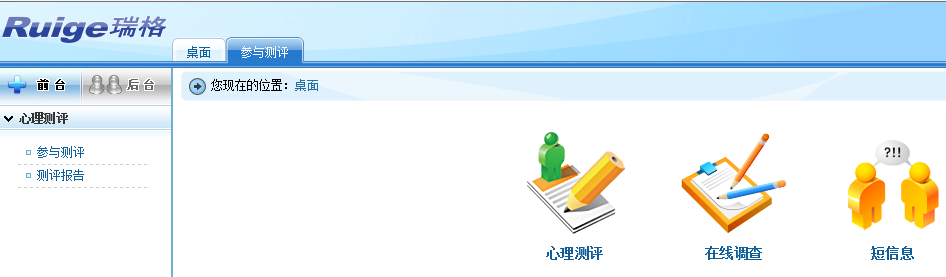 Ruige瑞格
桌面 参与测评
前台 后台
您现在的位置：桌面
心理测评
参与测评
测评报告
?!!
心理测评 在线调查 短信息